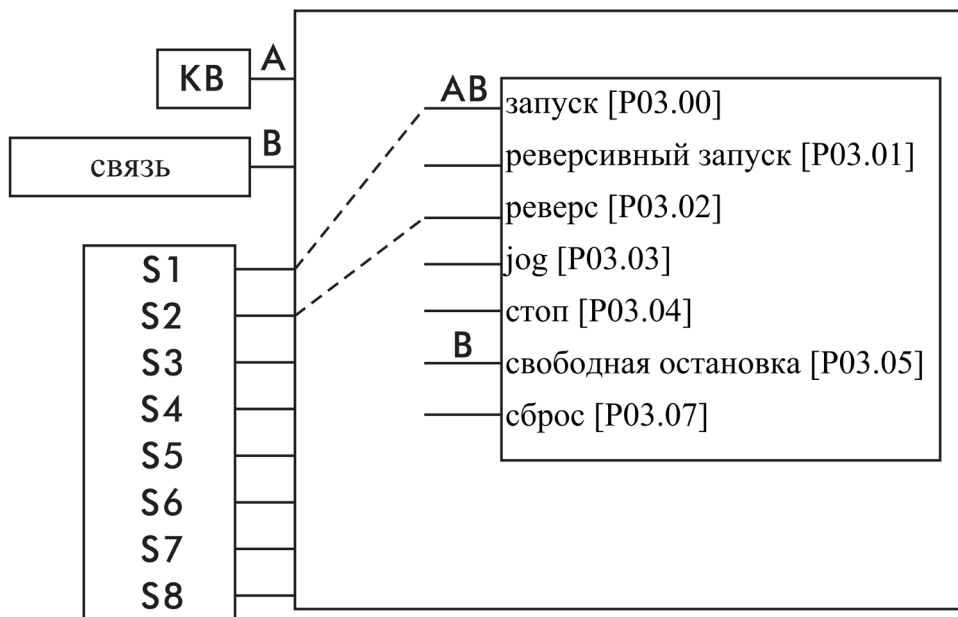 КВ
A
связь
B
S1
S2
S3
S4
S5
S6
S7
S8
AB
запуск [P03.00]
реверсивный запуск [P03.01]
реверс [P03.02]
jog [P03.03]
стоп [P03.04]
B
свободная остановка [P03.05]
сброс [P03.07]